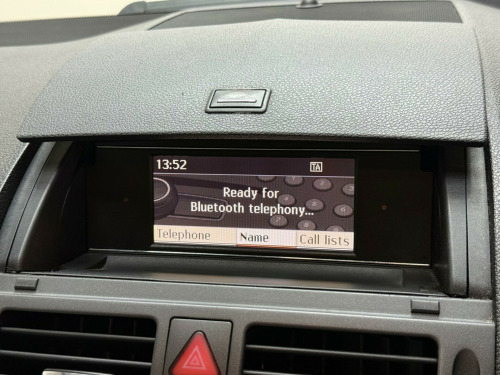 13:52 TA
Ready for
Bluetooth telephony...
Telephone Name Call lists